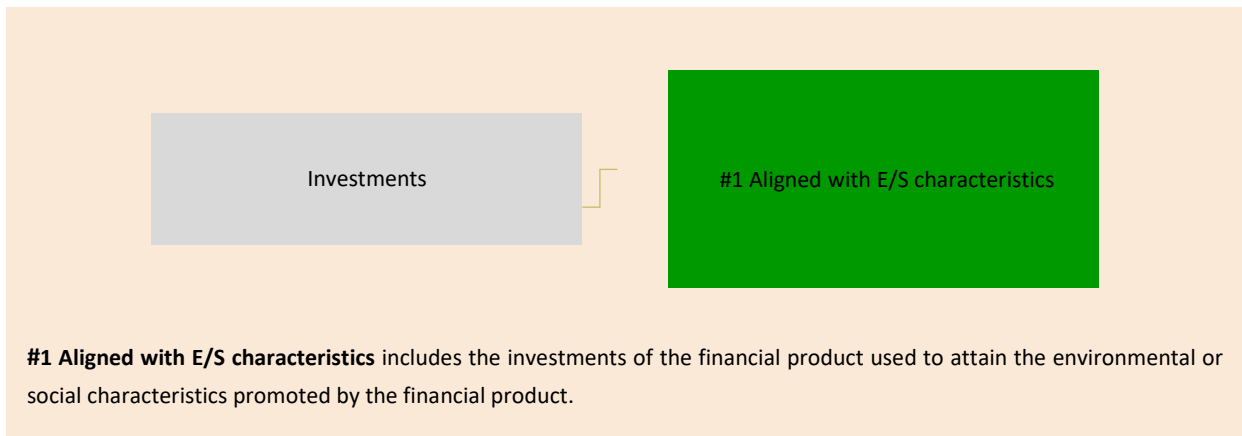 Investments
#1 Aligned with E/S characteristics
#1 Aligned with E/S characteristics includes the investments of the financial product used to attain the environmental or
social characteristics promoted by the financial product.